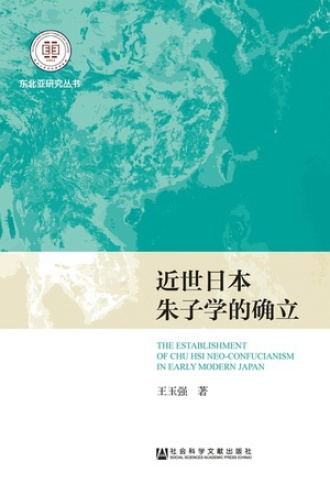 东北亚研究丛书
近世日本
朱子学的确立
THE ESTABLISHMENT
OF CHU HSI NEO-CONFUCIANISM
IN EARLY MODERN JAPAN
王玉强 著
社会科学文献出版社
SOCIAL SCIENCES ACADEMIC PRESS (CHINA)